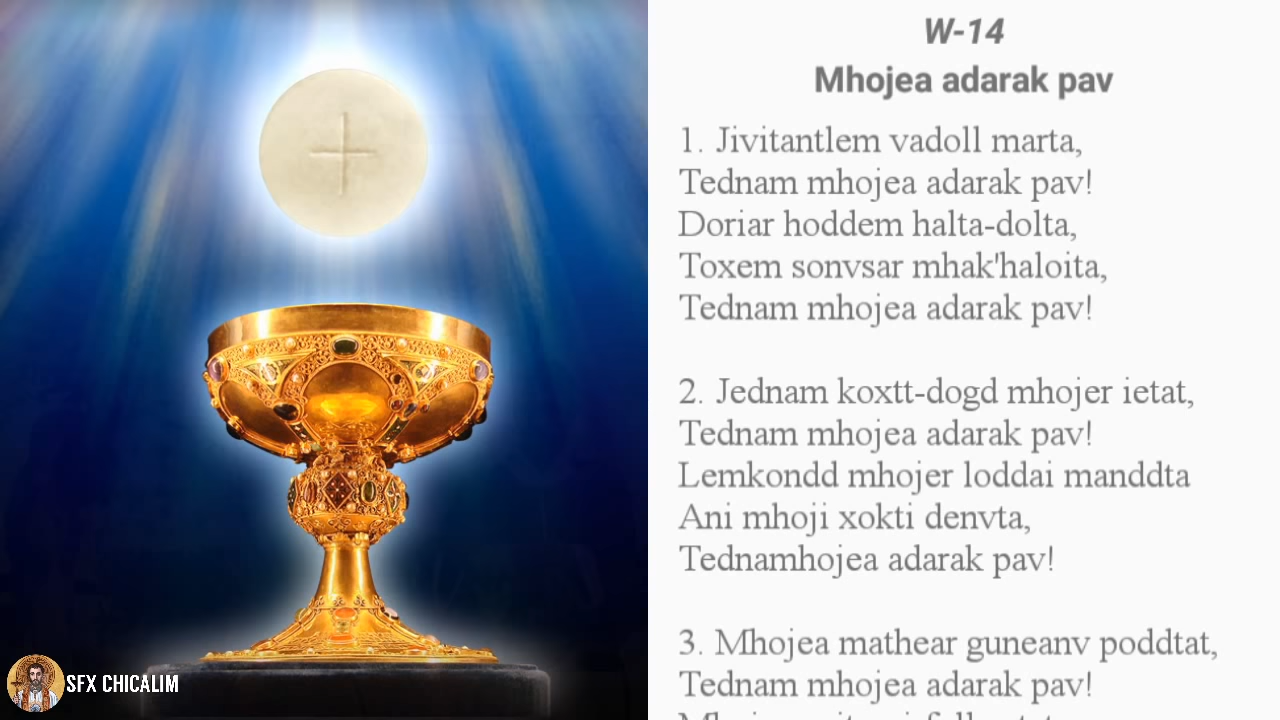 W-14
Mhojea adarak pav
1. Jivitantlem vadoll marta,
Tednam mhojea adarak pav!
Doriar hoddem halta-dolta,
Toxem sonvsar mhak'haloita,
Tednam mhojea adarak pav!
2. Jednam koxtt-dogd mhojer ietat,
Tednam mhojea adarak pav!
Lemkondd mhojer loddai manddta
Ani mhoji xokti denvta,
Tednamhojea adarak pav!
3. Mhojea mathear guneanv poddtat,
Tednam mhojea adarak pav!
SFX CHICALIM